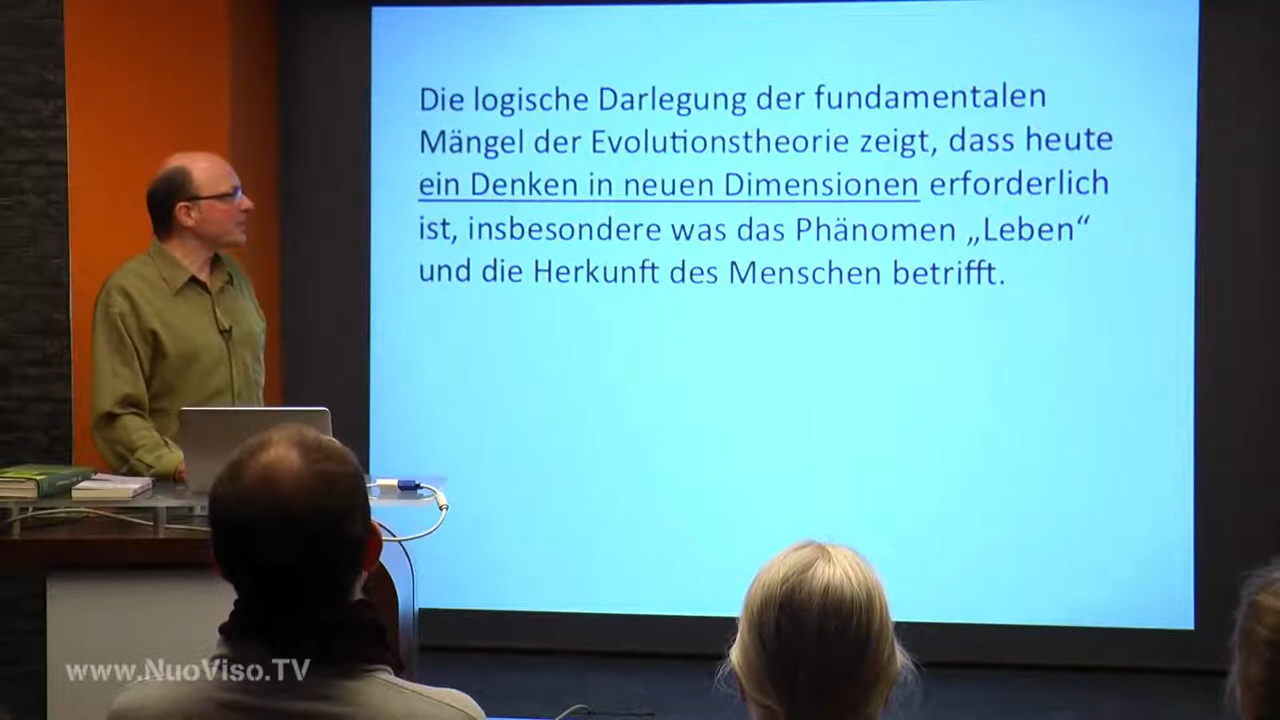 Die logische Darlegung der fundamentalen
Mängel der Evolutionstheorie zeigt, dass heute
ein Denken in neuen Dimensionen erforderlich
ist, insbesondere was das Phänomen „Leben“
und die Herkunft des Menschen betrifft.
www.NuoViso.TV